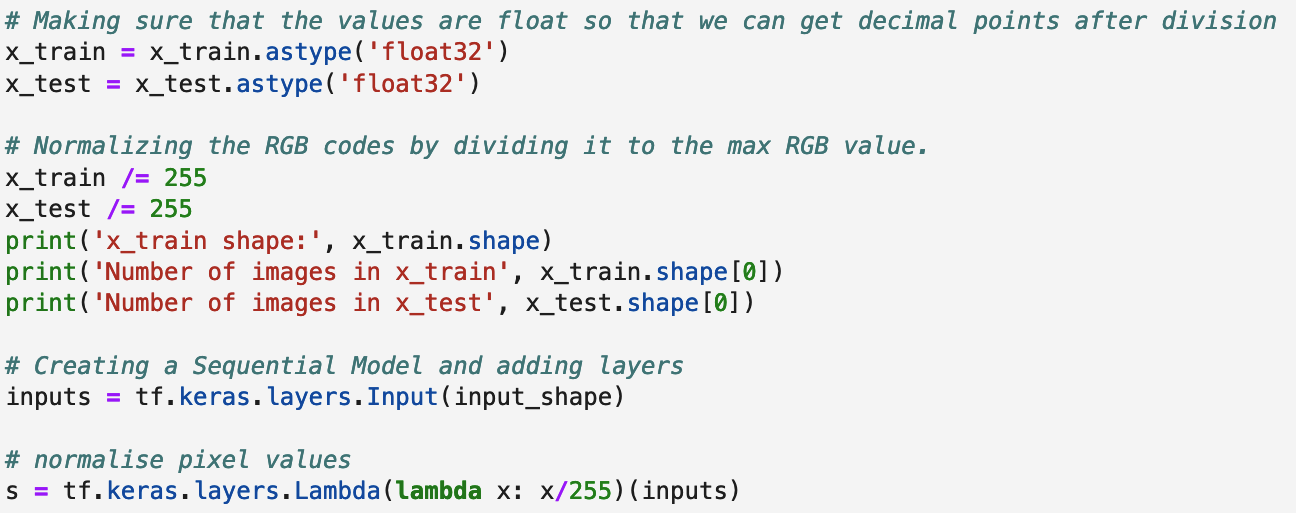 # Making sure that the values are float so that we can get decimal points after division
x_train = x_train.astype('float32')
x_test = x_test.astype('float32')
# Normalizing the RGB codes by dividing it to the max RGB value.
x_train /= 255
x_test /= 255
print('x_train shape:', x_train.shape)
print('Number of images in x_train', x_train.shape[0])
print('Number of images in x_test', x_test.shape[0])
# Creating a Sequential Model and adding layers
inputs = tf.keras.layers.Input(input_shape)
# normalise pixel values
s = tf.keras.layers.Lambda(lambda x: x/255)(inputs)